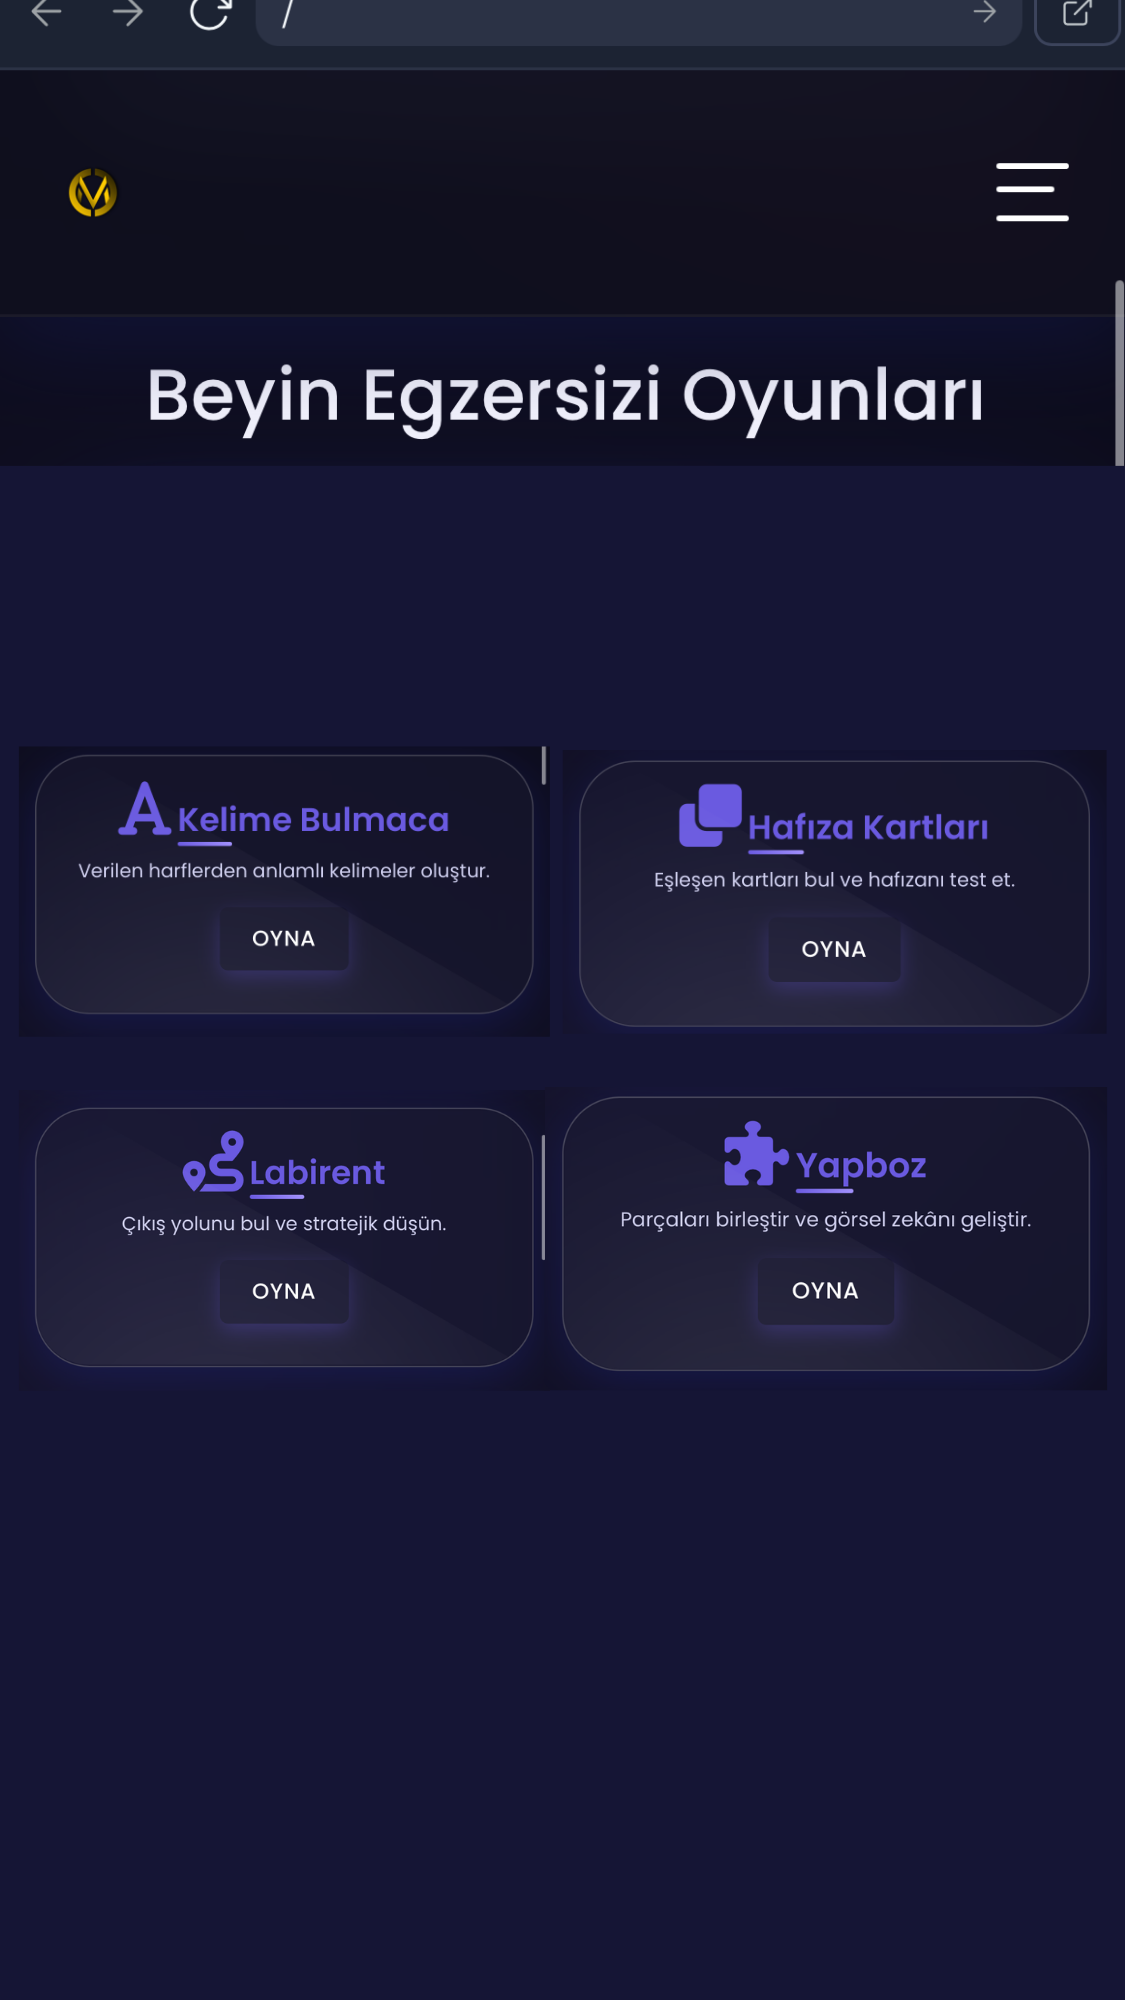 /
Beyin Egzersizi Oyunları
Kelime Bulmaca
Verilen harflerden anlamlı kelimeler oluştur.
OYNA
Hafıza Kartları
Eşleşen kartları bul ve hafızanı test et.
OYNA
Labirent
Çıkış yolunu bul ve stratejik düşün.
OYNA
Yapboz
Parçaları birleştir ve görsel zekânı geliştir.
OYNA